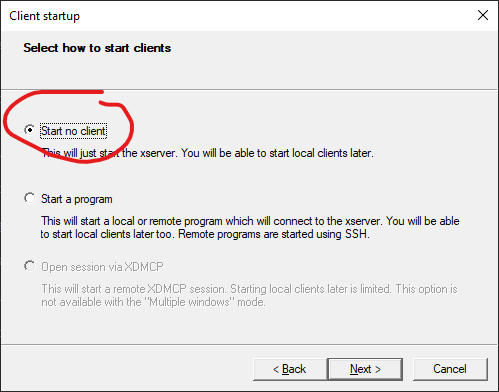 Client startup
Select how to start clients
Start no client
This will just start the xserver. You will be able to start local clients later.
Start a program
This will start a local or remote program which will connect to the xserver. You will be able
to start local clients later too. Remote programs are started using SSH.
Open session via XDMCP
This will start a remote XDMCP session. Starting local clients later is limited. This option is
not available with the "Multiple windows" mode.
< Back
Next >
Cancel